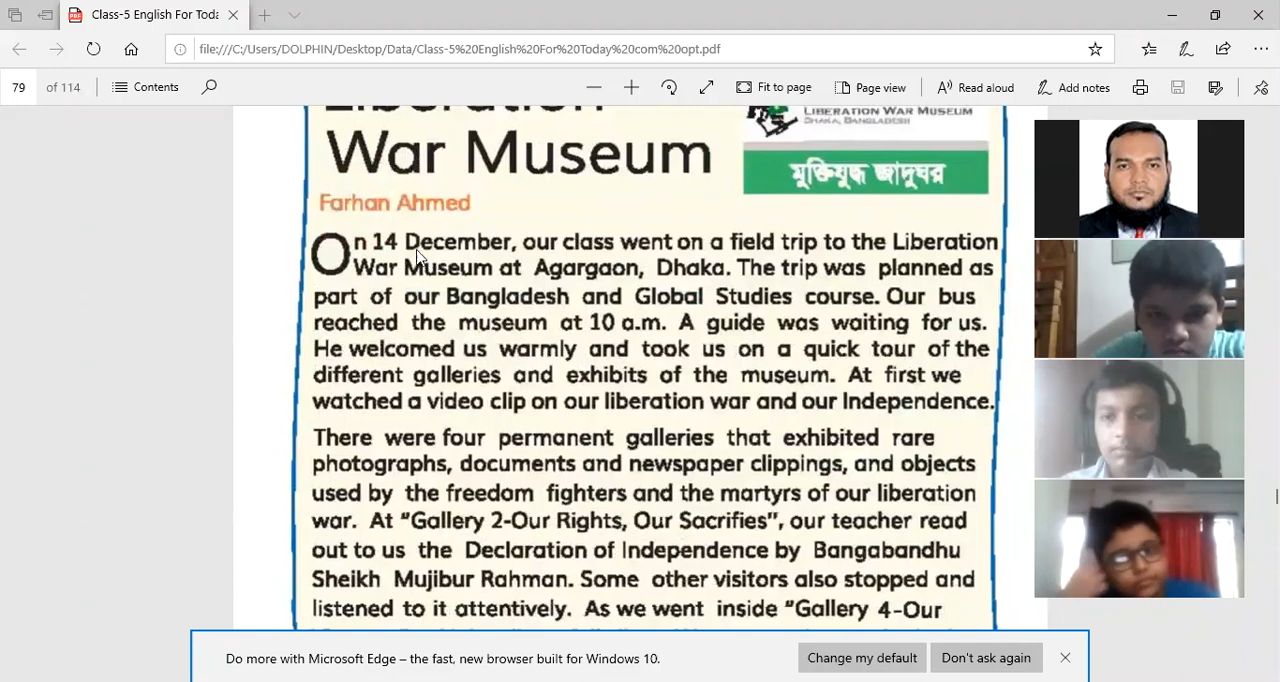 Class-5 English For Toda
file:///C:/Users/DOLPHIN/Desktop/Data/Class-5%20English%20For%20Today%20com%20opt.pdf
79 of 114 Contents Fit to page Page view Read aloud Add notes
Liberation
War Museum
LIBERATION WAR MUSEUM
DHAKA, BANGLADESH
মুক্তিযুদ্ধ জাদুঘর
Farhan Ahmed
On 14 December, our class went on a field trip to the Liberation
War Museum at Agargaon, Dhaka. The trip was planned as
part of our Bangladesh and Global Studies course. Our bus
reached the museum at 10 a.m. A guide was waiting for us.
He welcomed us warmly and took us on a quick tour of the
different galleries and exhibits of the museum. At first we
watched a video clip on our liberation war and our Independence.
There were four permanent galleries that exhibited rare
photographs, documents and newspaper clippings, and objects
used by the freedom fighters and the martyrs of our liberation
war. At “Gallery 2-Our Rights, Our Sacrifies”, our teacher read
out to us the Declaration of Independence by Bangabandhu
Sheikh Mujibur Rahman. Some other visitors also stopped and
listened to it attentively. As we went inside “Gallery 4-Our
Do more with Microsoft Edge – the fast, new browser built for Windows 10.
Change my default
Don't ask again